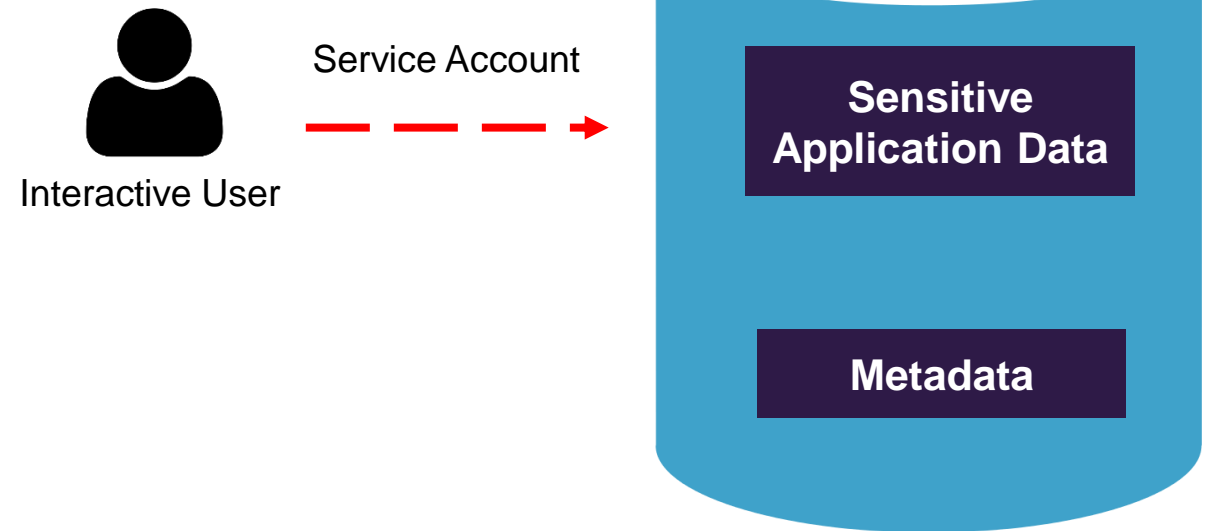 Service Account
Interactive User
Sensitive
Application Data
Metadata